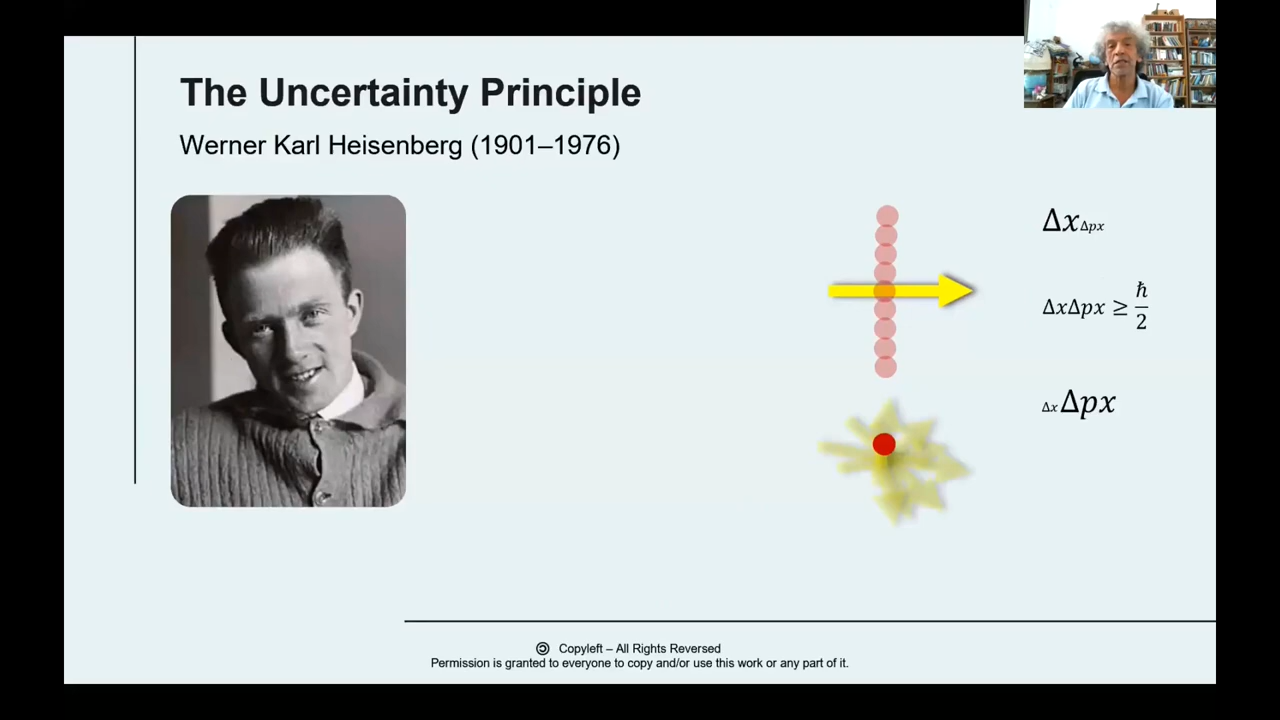 The Uncertainty Principle
Werner Karl Heisenberg (1901–1976)
ΔxΔpx
ΔxΔpx ≥ ħ/2
ΔxΔpx
🄯 Copyleft – All Rights Reversed
Permission is granted to everyone to copy and/or use this work or any part of it.